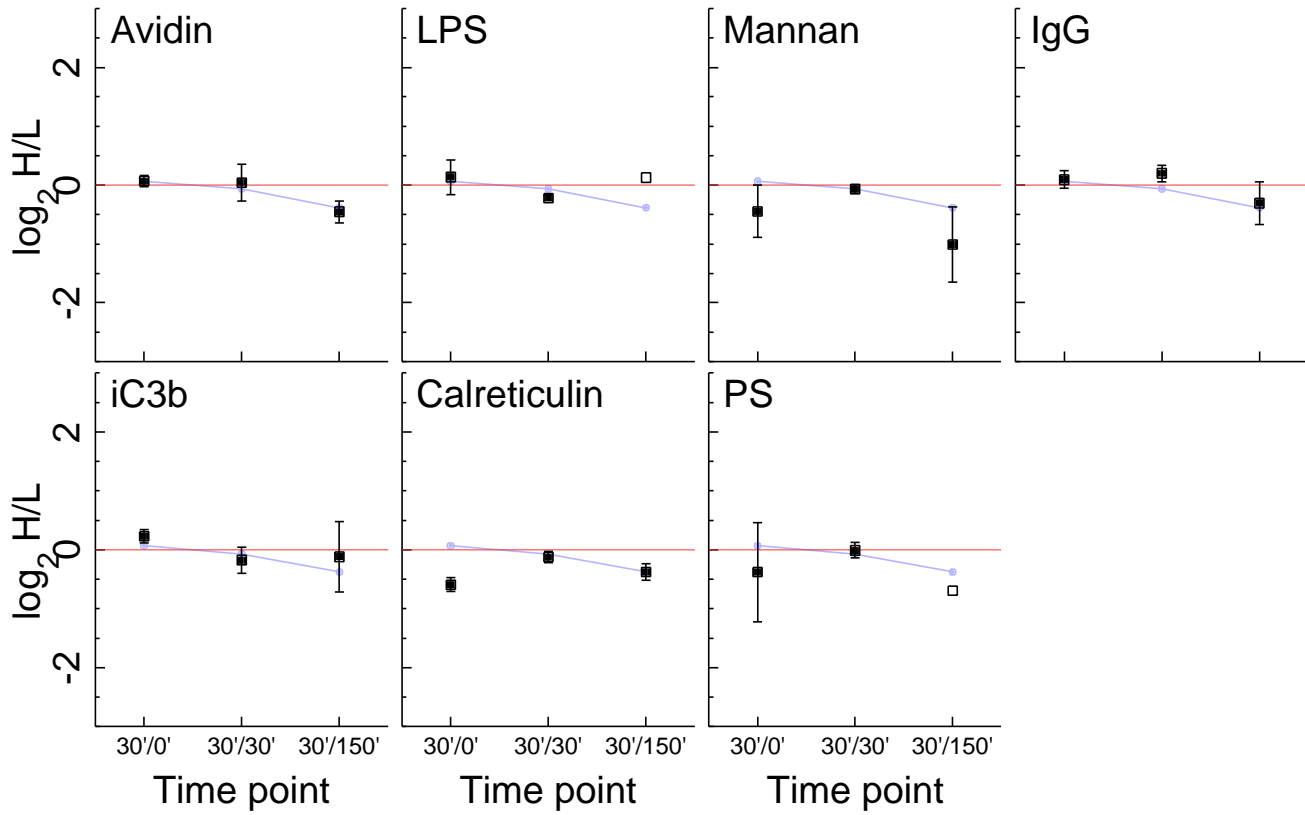 Avidin LPS Mannan IgG
log2 H/L
2
0
-2
iC3b Calreticulin PS
log2 H/L
2
0
-2
30'/0' 30'/30' 30'/150' 30'/0' 30'/30' 30'/150' 30'/0' 30'/30' 30'/150'
Time point Time point Time point